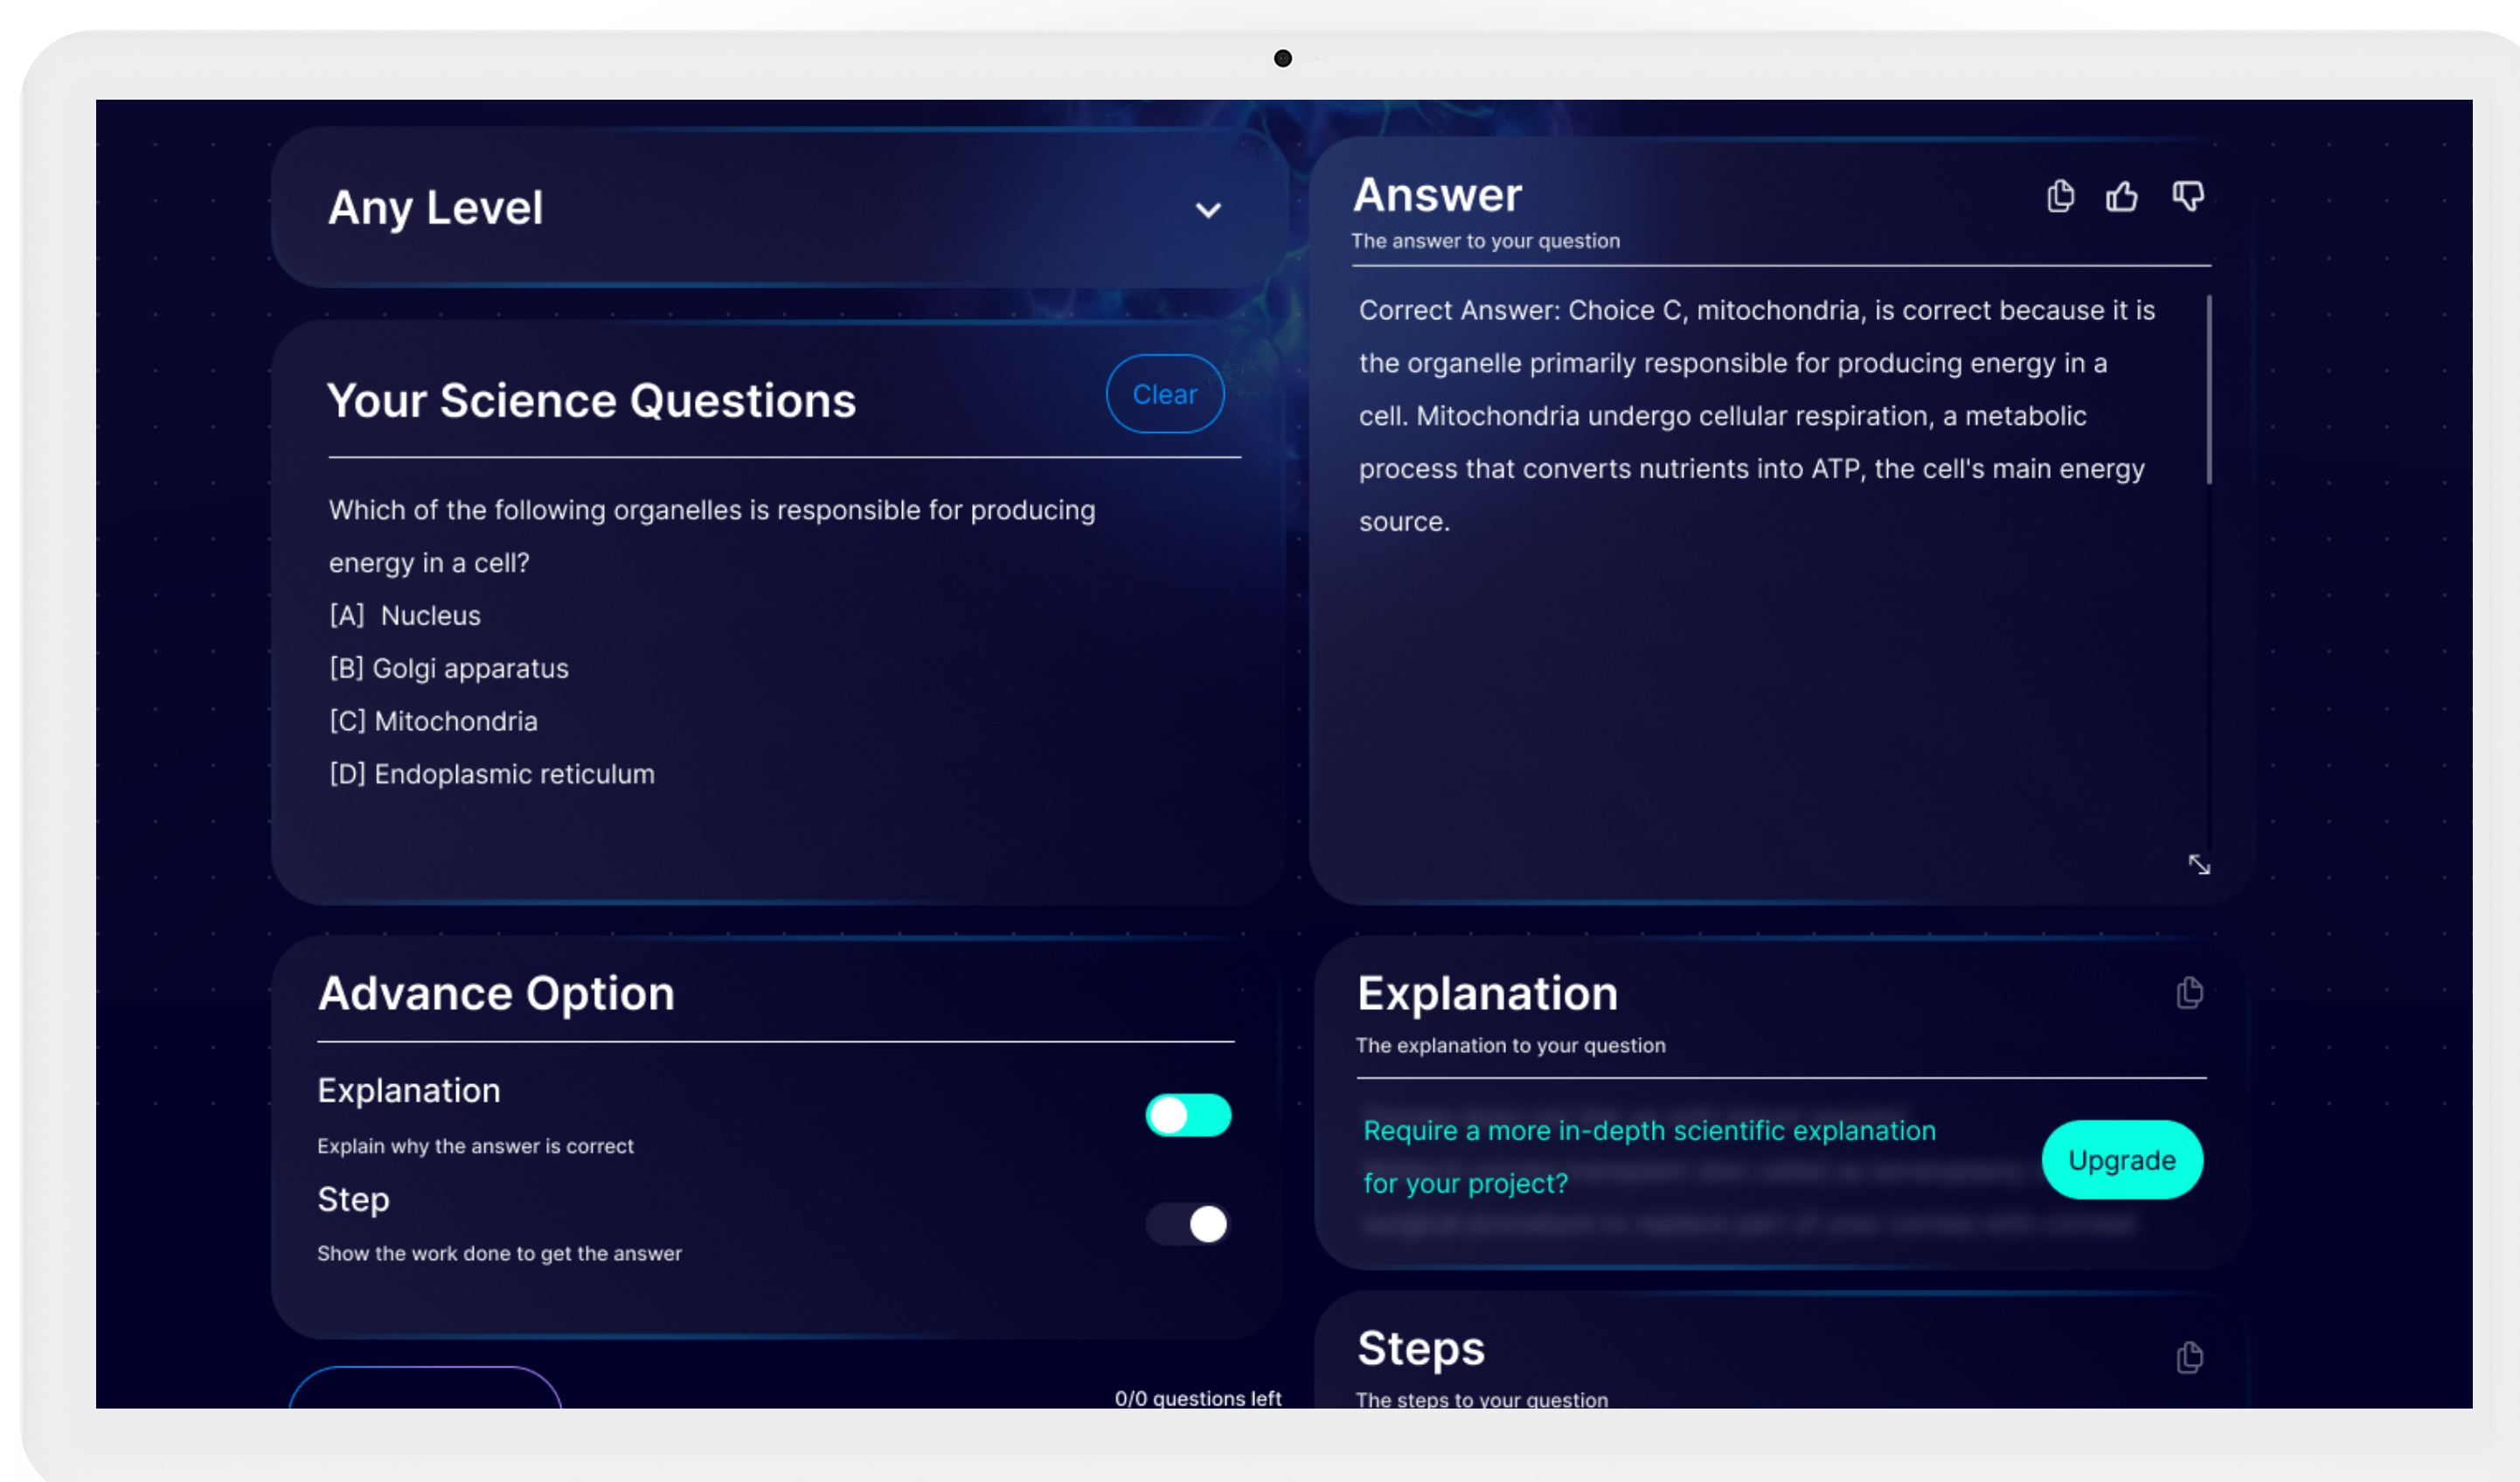 Any Level
Your Science Questions
Clear
Which of the following organelles is responsible for producing
energy in a cell?
[A] Nucleus
[B] Golgi apparatus
[C] Mitochondria
[D] Endoplasmic reticulum
Advance Option
Explanation
Explain why the answer is correct
Step
Show the work done to get the answer
0/0 questions left
Answer
The answer to your question
Correct Answer: Choice C, mitochondria, is correct because it is
the organelle primarily responsible for producing energy in a
cell. Mitochondria undergo cellular respiration, a metabolic
process that converts nutrients into ATP, the cell's main energy
source.
Explanation
The explanation to your question
Require a more in-depth scientific explanation
for your project?
Upgrade
Steps
The steps to your question